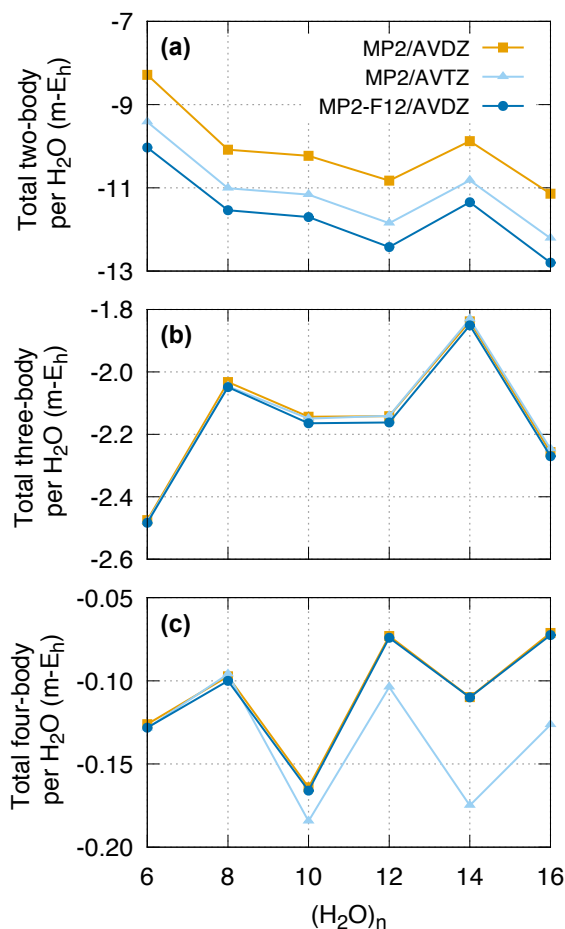 -7
(a)
MP2/AVDZ
MP2/AVTZ
MP2-F12/AVDZ
-9
-11
-13
Total two-body
per H₂O (m-Eₕ)
-1.8
(b)
-2.0
-2.2
-2.4
-2.6
Total three-body
per H₂O (m-Eₕ)
-0.05
(c)
-0.10
-0.15
-0.20
Total four-body
per H₂O (m-Eₕ)
6 8 10 12 14 16
(H₂O)ₙ